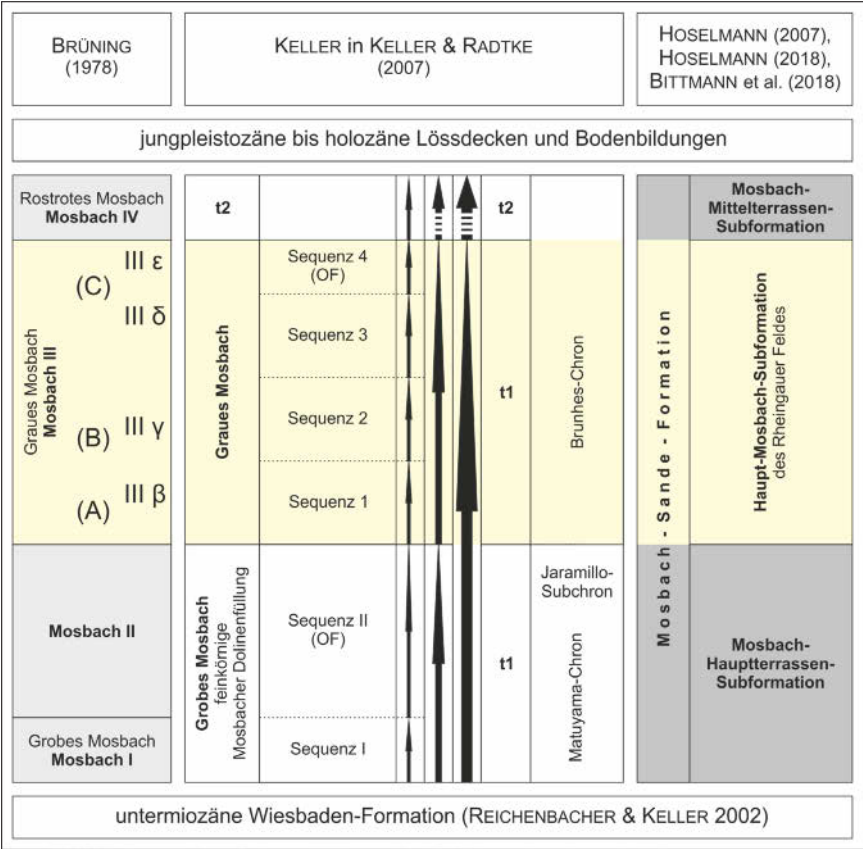 BRÜNING
(1978)
KELLER in KELLER & RADTKE
(2007)
HOSELMANN (2007),
HOSELMANN (2018),
BITTMANN et al. (2018)
jungpleistozäne bis holozäne Lössdecken und Bodenbildungen
Rostrotes Mosbach
Mosbach IV
Graues Mosbach
Mosbach III
(C)
III ε
III δ
(B)
III γ
(A)
III β
Mosbach II
Grobes Mosbach
Mosbach I
t2
Graues Mosbach
Grobes Mosbach
feinkörnige
Mosbacher Dolinenfüllung
Sequenz 4
(OF)
Sequenz 3
Sequenz 2
Sequenz 1
Sequenz II
(OF)
Sequenz I
t2
t1
t1
Brunhes-Chron
Jaramillo-
Subchron
Matuyama-Chron
Mosbach - Sande - Formation
Mosbach-
Mittelterrassen-
Subformation
Haupt-Mosbach-Subformation
des Rheingauer Feldes
Mosbach-
Hauptterrassen-
Subformation
untermiozäne Wiesbaden-Formation (REICHENBACHER & KELLER 2002)